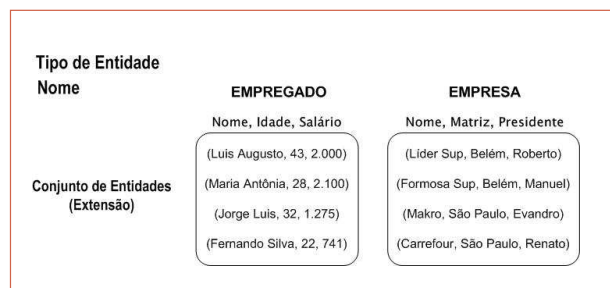 Tipo de Entidade
Nome
EMPREGADO
EMPRESA
Nome, Idade, Salário
Nome, Matriz, Presidente
Conjunto de Entidades
(Extensão)
(Luis Augusto, 43, 2.000)
(Maria Antônia, 28, 2.100)
(Jorge Luis, 32, 1.275)
(Fernando Silva, 22, 741)
(Líder Sup, Belém, Roberto)
(Formosa Sup, Belém, Manuel)
(Makro, São Paulo, Evandro)
(Carrefour, São Paulo, Renato)